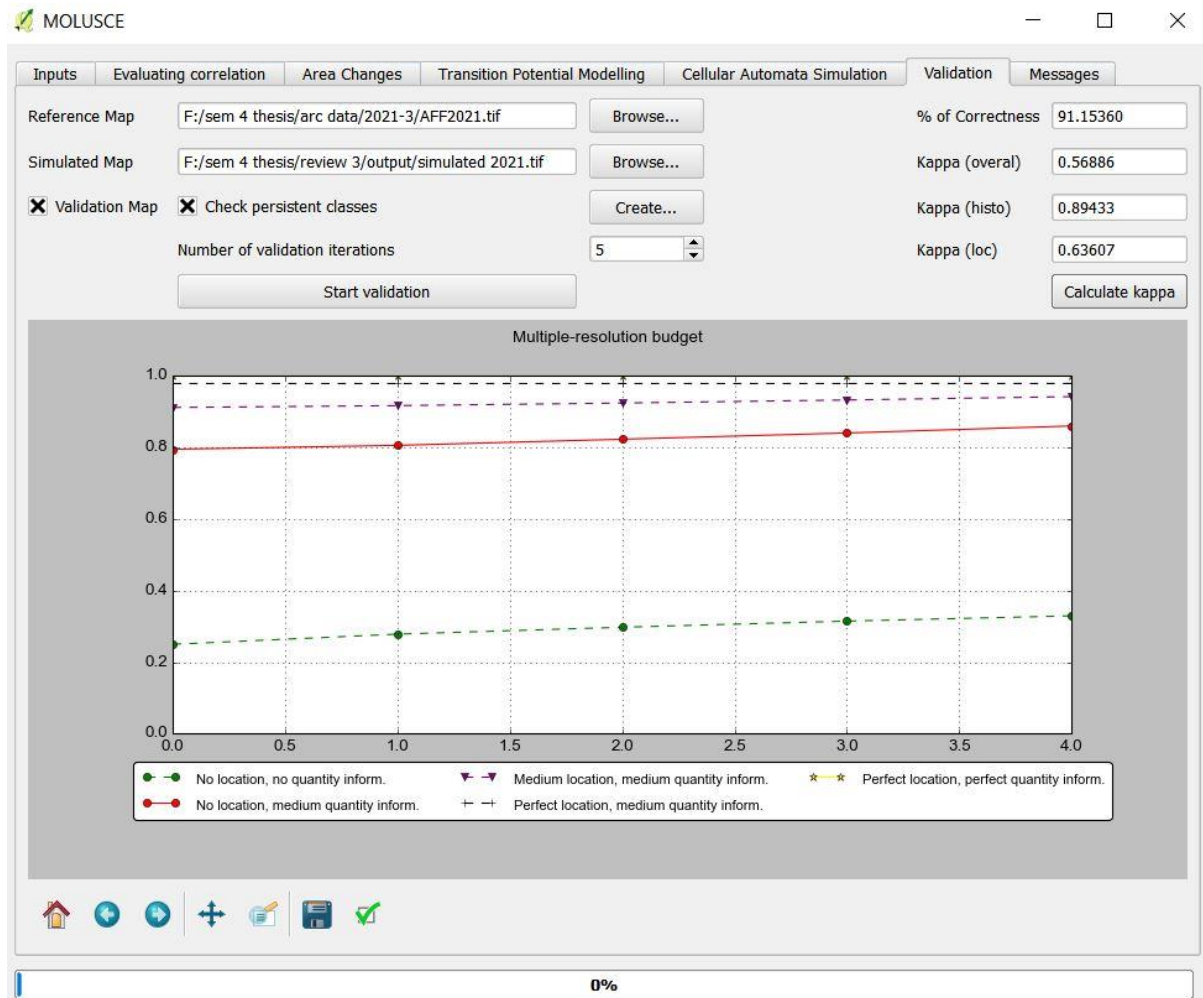 MOLUSCE
Inputs Evaluating correlation Area Changes Transition Potential Modelling Cellular Automata Simulation Validation Messages
Reference Map F:/sem 4 thesis/arc data/2021-3/AFF2021.tif Browse... % of Correctness 91.15360
Simulated Map F:/sem 4 thesis/review 3/output/simulated 2021.tif Browse... Kappa (overal) 0.56886
Validation Map Check persistent classes Create... Kappa (histo) 0.89433
Number of validation iterations 5 Kappa (loc) 0.63607
Start validation Calculate kappa
Multiple-resolution budget
1.0
0.8
0.6
0.4
0.2
0.0
0.0 0.5 1.0 1.5 2.0 2.5 3.0 3.5 4.0
No location, no quantity inform. Medium location, medium quantity inform. Perfect location, perfect quantity inform.
No location, medium quantity inform. Perfect location, medium quantity inform.
0%